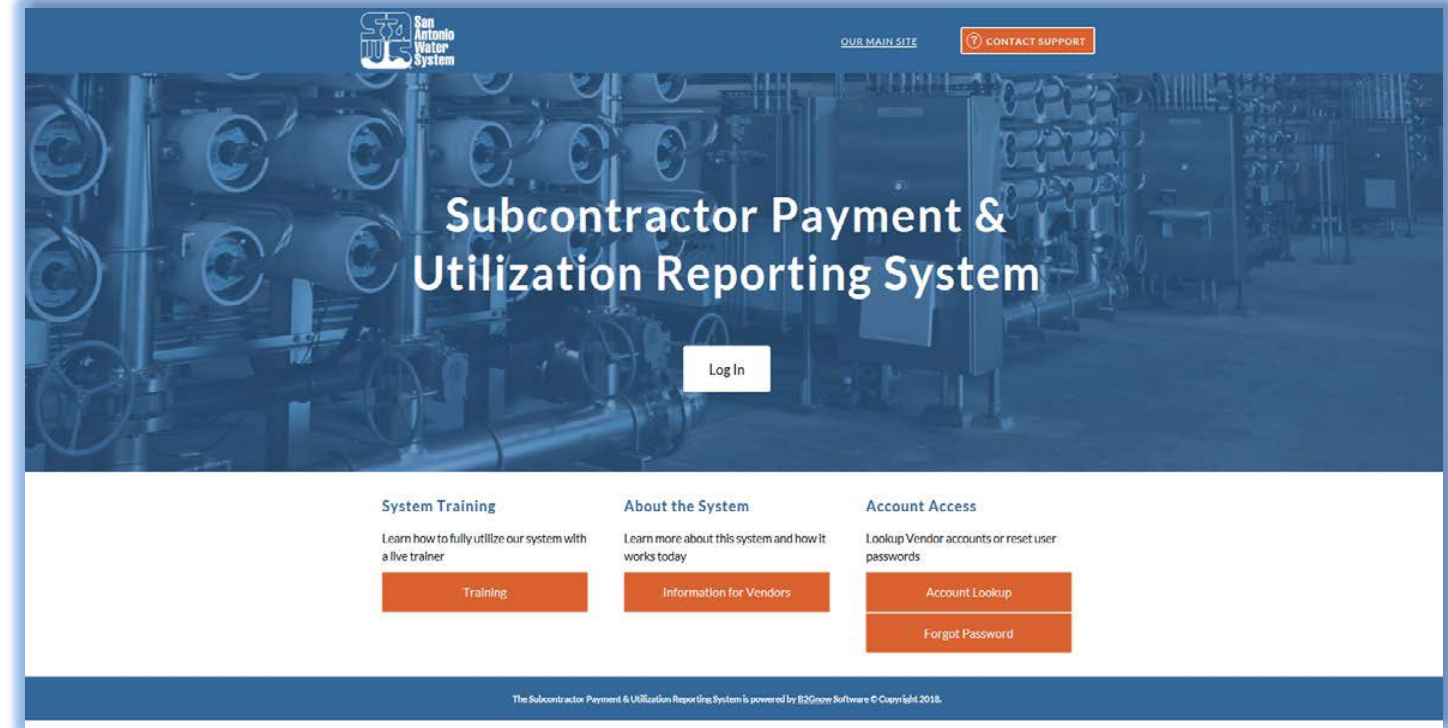 SAWS
San
Antonio
Water
System
OUR MAIN SITE
? CONTACT SUPPORT
Subcontractor Payment &
Utilization Reporting System
Log In
System Training
Learn how to fully utilize our system with
a live trainer
Training
About the System
Learn more about this system and how it
works today
Information for Vendors
Account Access
Lookup Vendor accounts or reset user
passwords
Account Lookup
Forgot Password
The Subcontractor Payment & Utilization Reporting System is powered by B2Gnow Software © Copyright 2018.